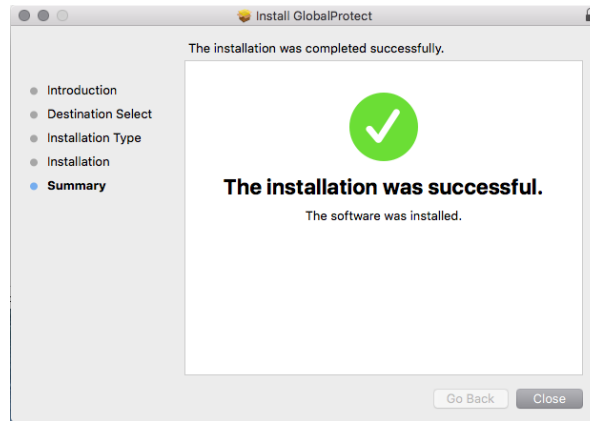 Install GlobalProtect
The installation was completed successfully.
Introduction
Destination Select
Installation Type
Installation
Summary
The installation was successful.
The software was installed.
Go Back
Close